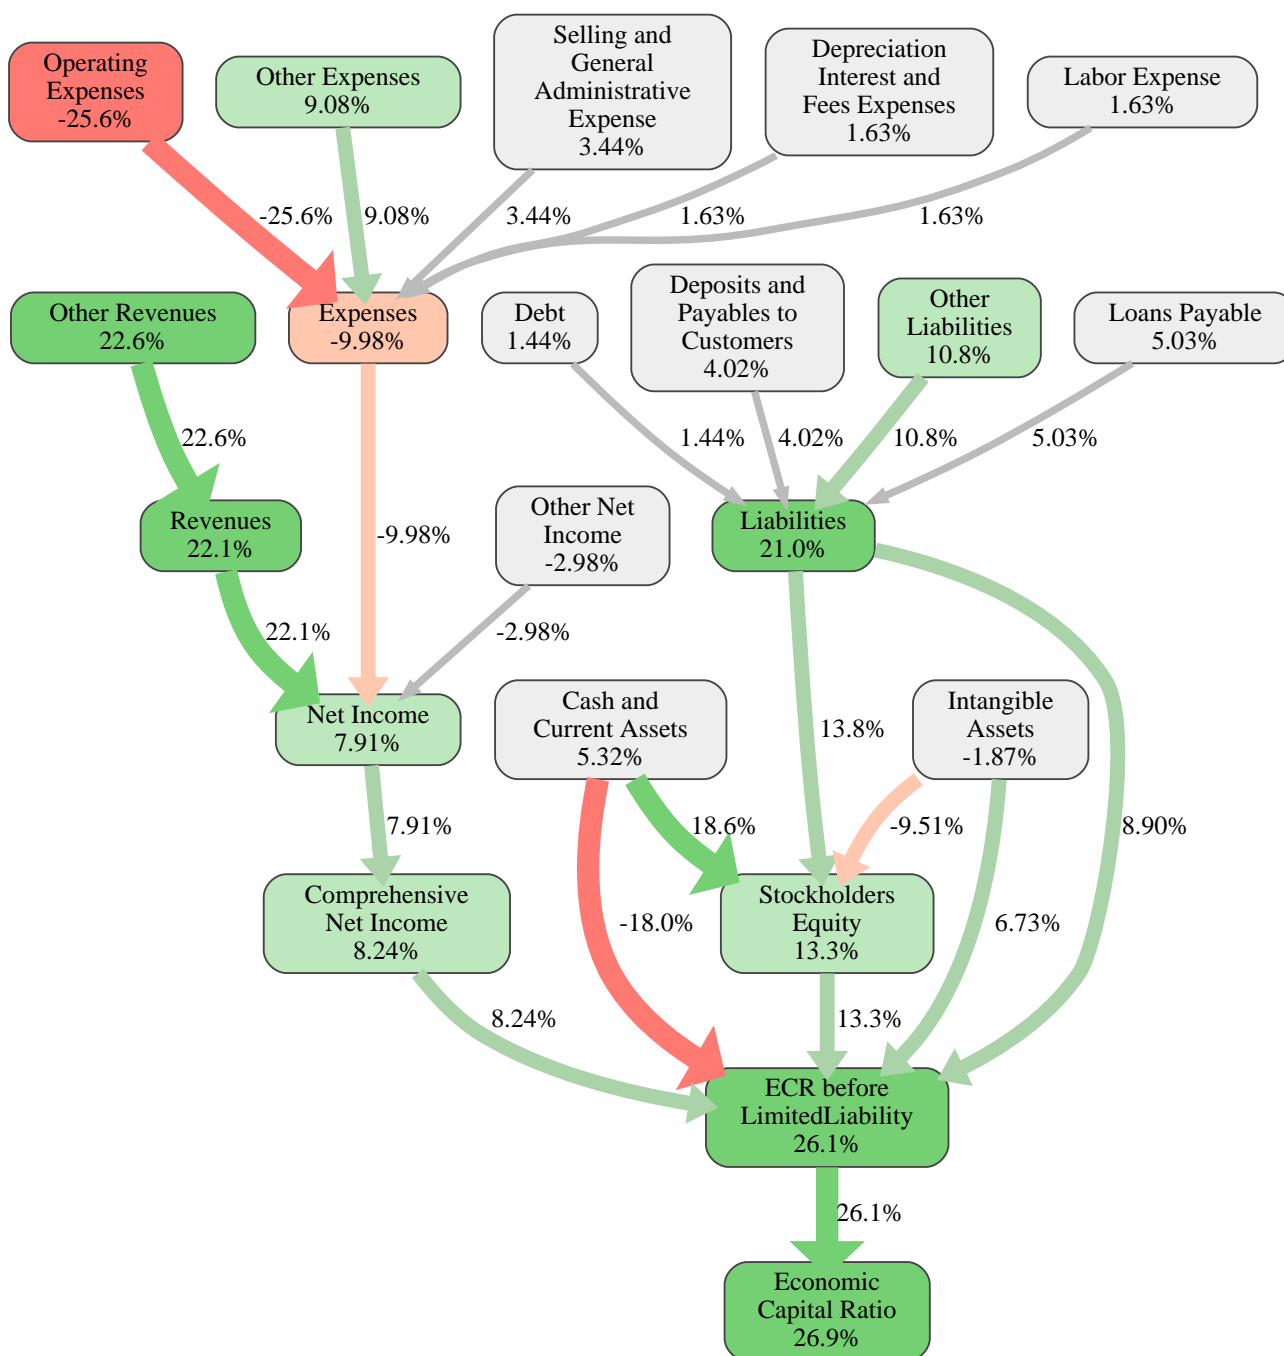 Operating
Expenses
-25.6%
Other Expenses
9.08%
Selling and
General
Administrative
Expense
3.44%
Depreciation
Interest and
Fees Expenses
1.63%
Labor Expense
1.63%
-25.6%
9.08%
3.44%
1.63%
1.63%
Other Revenues
22.6%
Expenses
-9.98%
Debt
1.44%
Deposits and
Payables to
Customers
4.02%
Other
Liabilities
10.8%
Loans Payable
5.03%
22.6%
1.44%
4.02%
10.8%
5.03%
Revenues
22.1%
-9.98%
Other Net
Income
-2.98%
Liabilities
21.0%
22.1%
-2.98%
Net Income
7.91%
Cash and
Current Assets
5.32%
13.8%
Intangible
Assets
-1.87%
7.91%
18.6%
-9.51%
8.90%
Comprehensive
Net Income
8.24%
-18.0%
Stockholders
Equity
13.3%
6.73%
8.24%
13.3%
ECR before
LimitedLiability
26.1%
26.1%
Economic
Capital Ratio
26.9%